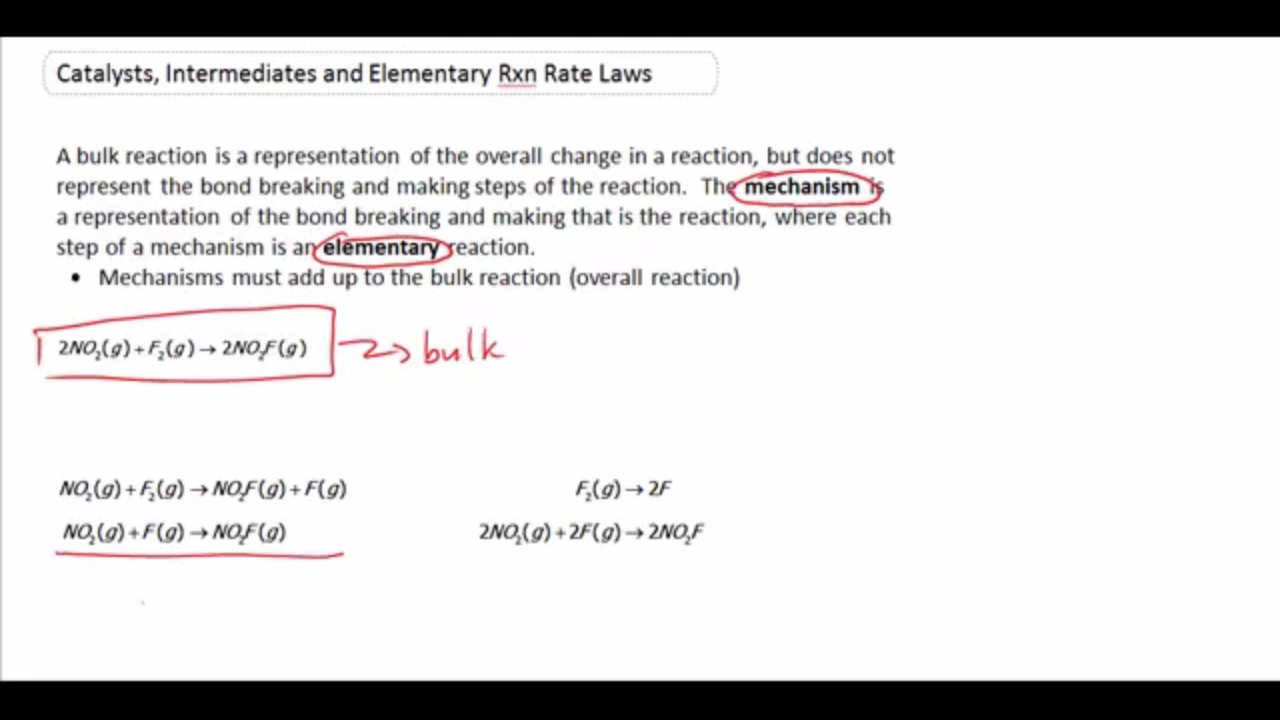 Catalysts, Intermediates and Elementary Rxn Rate Laws
A bulk reaction is a representation of the overall change in a reaction, but does not
represent the bond breaking and making steps of the reaction. The mechanism is
a representation of the bond breaking and making that is the reaction, where each
step of a mechanism is an elementary reaction.
• Mechanisms must add up to the bulk reaction (overall reaction)
2NO₂(g) + F₂(g) → 2NO₂F(g) → bulk
NO₂(g) + F₂(g) → NO₂F(g) + F(g)
NO₂(g) + F(g) → NO₂F(g)
F₂(g) → 2F
2NO₂(g) + 2F(g) → 2NO₂F